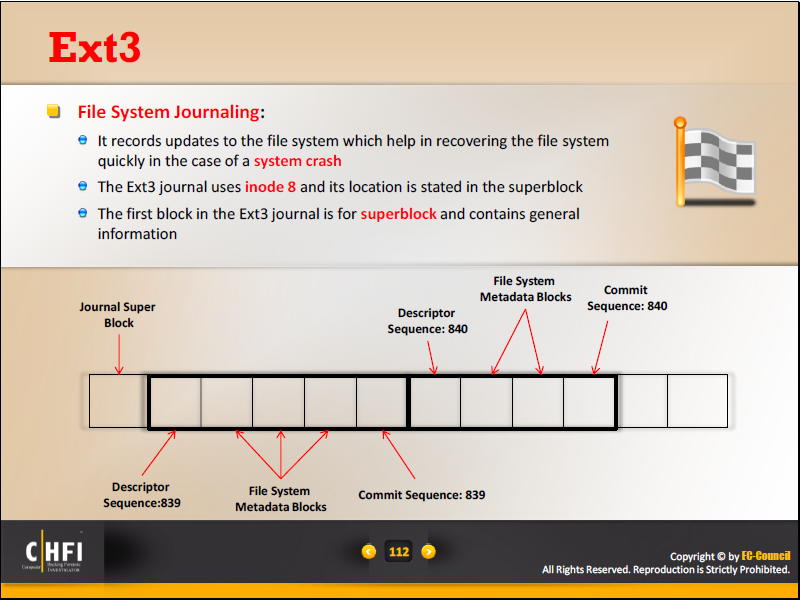 Ext3
File System Journaling:
It records updates to the file system which help in recovering the file system
quickly in the case of a system crash
The Ext3 journal uses inode 8 and its location is stated in the superblock
The first block in the Ext3 journal is for superblock and contains general
information
File System
Metadata Blocks
Commit
Sequence: 840
Journal Super
Block
Descriptor
Sequence: 840
Descriptor
Sequence:839
File System
Metadata Blocks
Commit Sequence: 839
CHFI
Computer Hacking Forensic
INVESTIGATOR
112
Copyright © by EC-Council
All Rights Reserved. Reproduction is Strictly Prohibited.